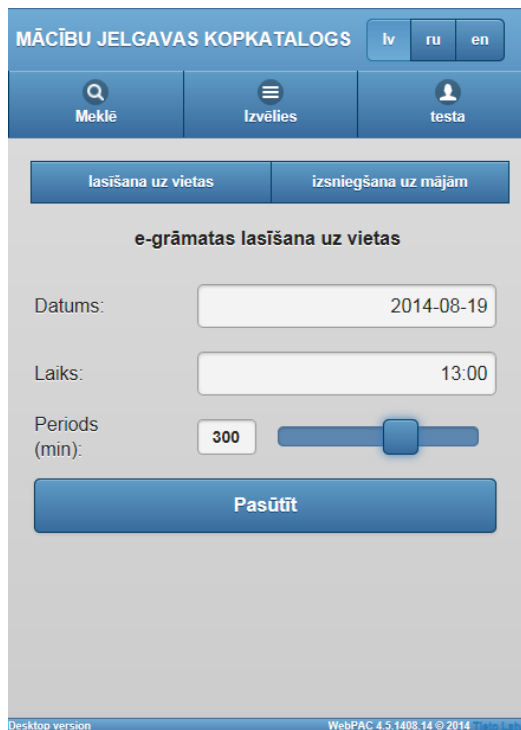 MĀCĪBU JELGAVAS KOPKATALOGS lv ru en
Meklē Izvēlies testa
lasīšana uz vietas izsniegšana uz mājām
e-grāmatas lasīšana uz vietas
Datums: 2014-08-19
Laiks: 13:00
Periods
(min): 300
Pasūtīt
Desktop version WebPAC 4.5.1408.14 © 2014 Tieto